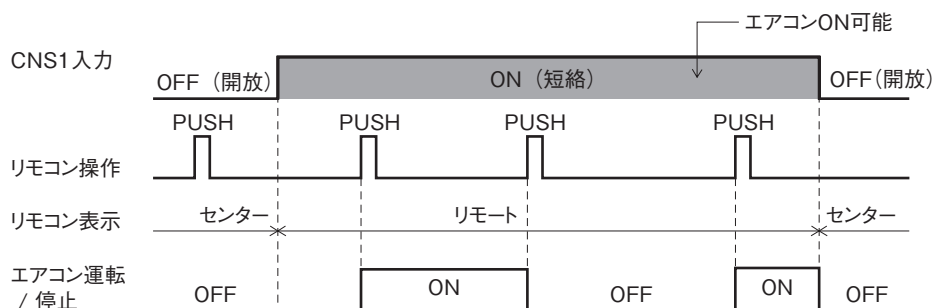 エアコンON可能
CNS1入力
OFF（開放） ON（短絡） OFF（開放）
PUSH PUSH PUSH PUSH
リモコン操作
リモコン表示 センター リモート センター
エアコン運転
/ 停止 OFF ON OFF ON OFF